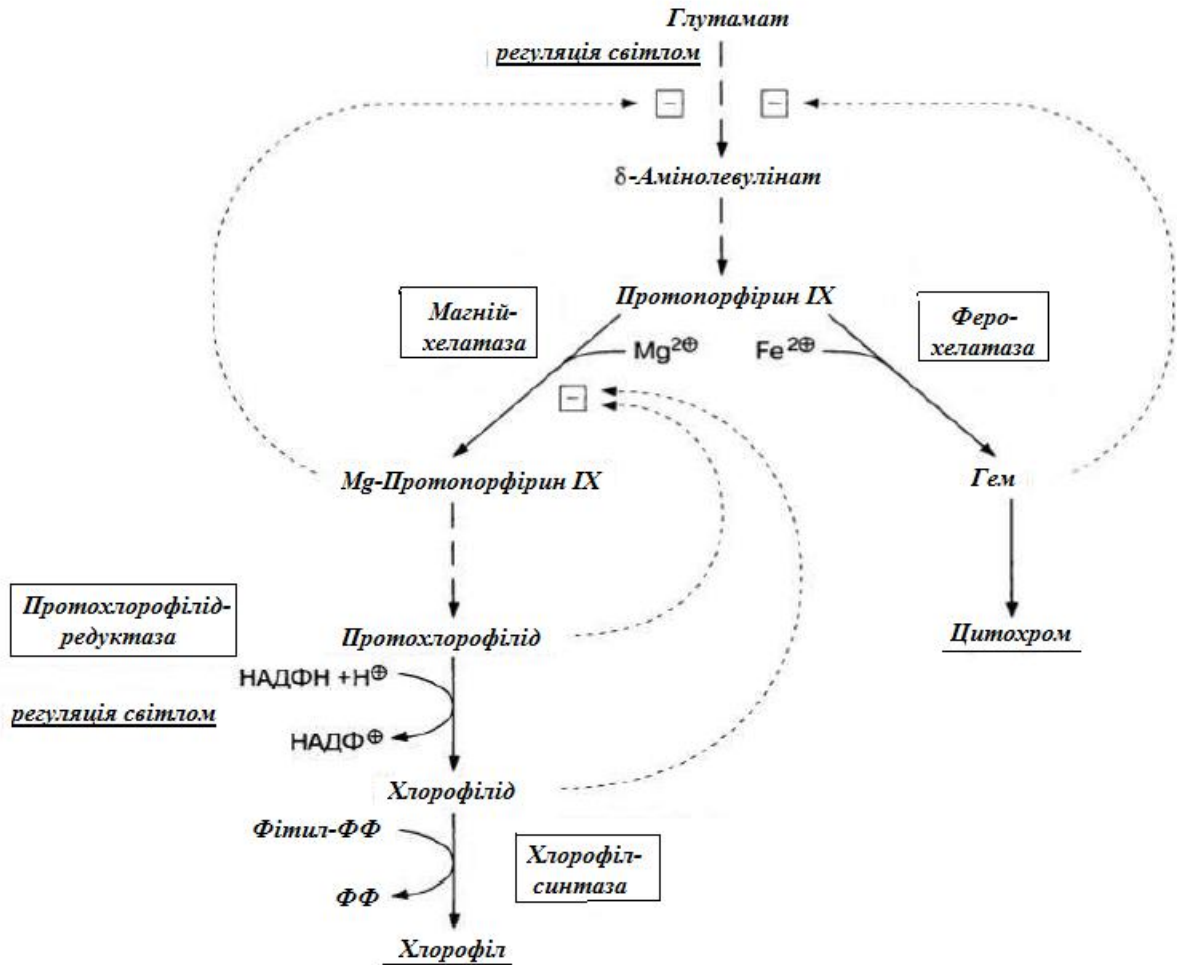 Глутамат
регуляція світлом
−
−
δ-Амінолевулінат
Протопорфірин IX
Магній-
хелатаза
Mg²⊕
Fe²⊕
Феро-
хелатаза
−
Mg-Протопорфірин IX
Гем
Протохлорофілід-
редуктаза
Протохлорофілід
Цитохром
НАДФН +H⊕
регуляція світлом
НАДФ⊕
Хлорофілід
Фітил-ФФ
Хлорофіл-
синтаза
ФФ
Хлорофіл